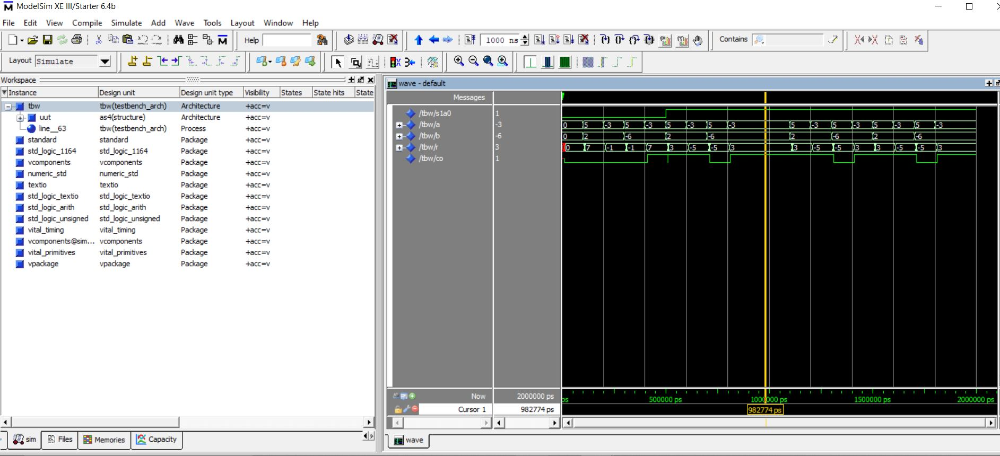 ModelSim XE III/Starter 6.4b
File Edit View Compile Simulate Add Wave Tools Layout Window Help
Help 1000 ns Contains
Layout Simulate
Workspace
Instance Design unit Design unit type Visibility States State hits State
tbw tbw(testbench_arch) Architecture +acc=v
uut as4(structure) Architecture +acc=v
line__63 tbw(testbench_arch) Process +acc=v
standard standard Package +acc=v
std_logic_1164 std_logic_1164 Package +acc=v
vcomponents vcomponents Package +acc=v
numeric_std numeric_std Package +acc=v
textio textio Package +acc=v
std_logic_textio std_logic_textio Package +acc=v
std_logic_arith std_logic_arith Package +acc=v
std_logic_unsigned std_logic_unsigned Package +acc=v
vital_timing vital_timing Package +acc=v
vcomponents@sim... vcomponents Package +acc=v
vital_primitives vital_primitives Package +acc=v
vpackage vpackage Package +acc=v
sim Files Memories Capacity
wave - default
Messages
/tbw/s1a0 1
/tbw/a -3 0 5 -3 5 -3 5 -3 5 -3 5 -3 5 -3 5 -3 5 -3
/tbw/b -6 0 2 -6 2 -6 2 -6 2 -6
/tbw/r 3 0 7 -1 -1 7 3 -5 -5 3 3 -5 -5 3 3 -5 -5 3
/tbw/co 1
Now 2000000 ps ps 500000 ps 1000000 ps 1500000 ps 2000000 ps
Cursor 1 982774 ps 982774 ps
wave